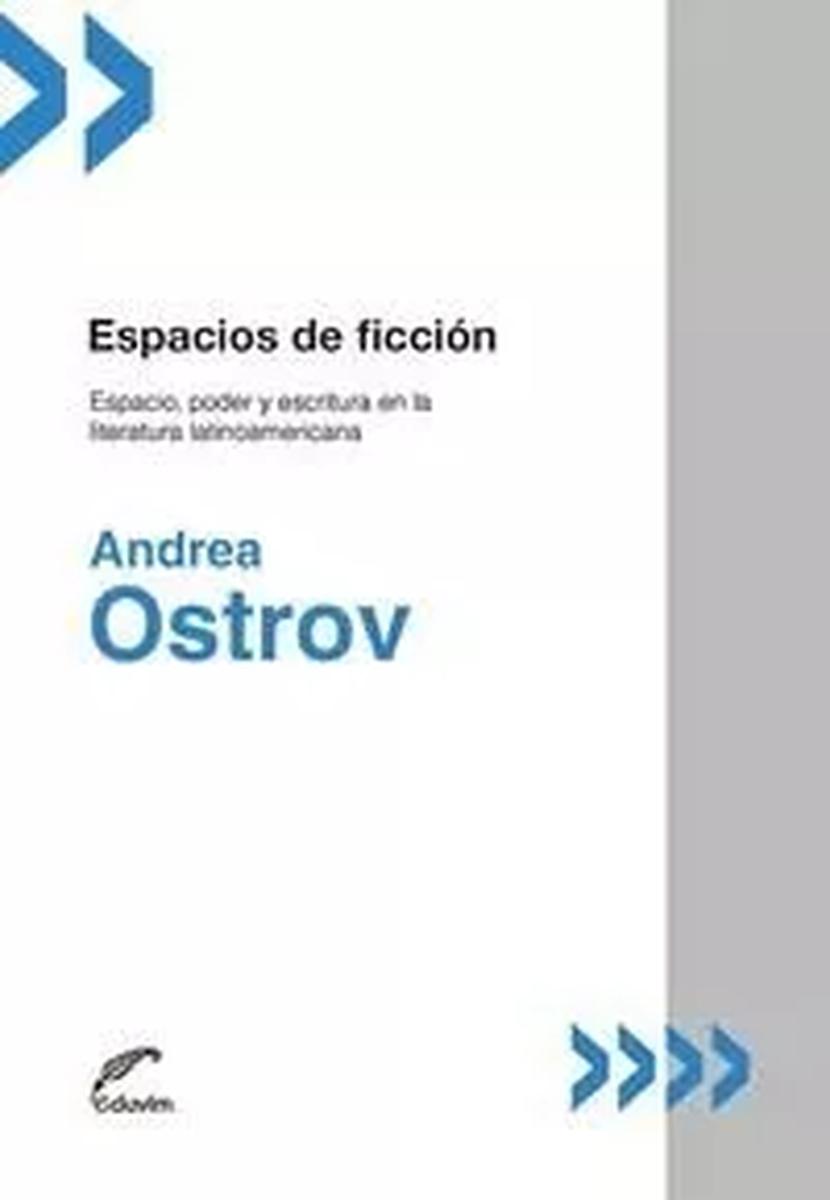 Espacios de ficción
Espacio, poder y escritura en la
literatura latinoamericana
Andrea
Ostrov
Eduvim